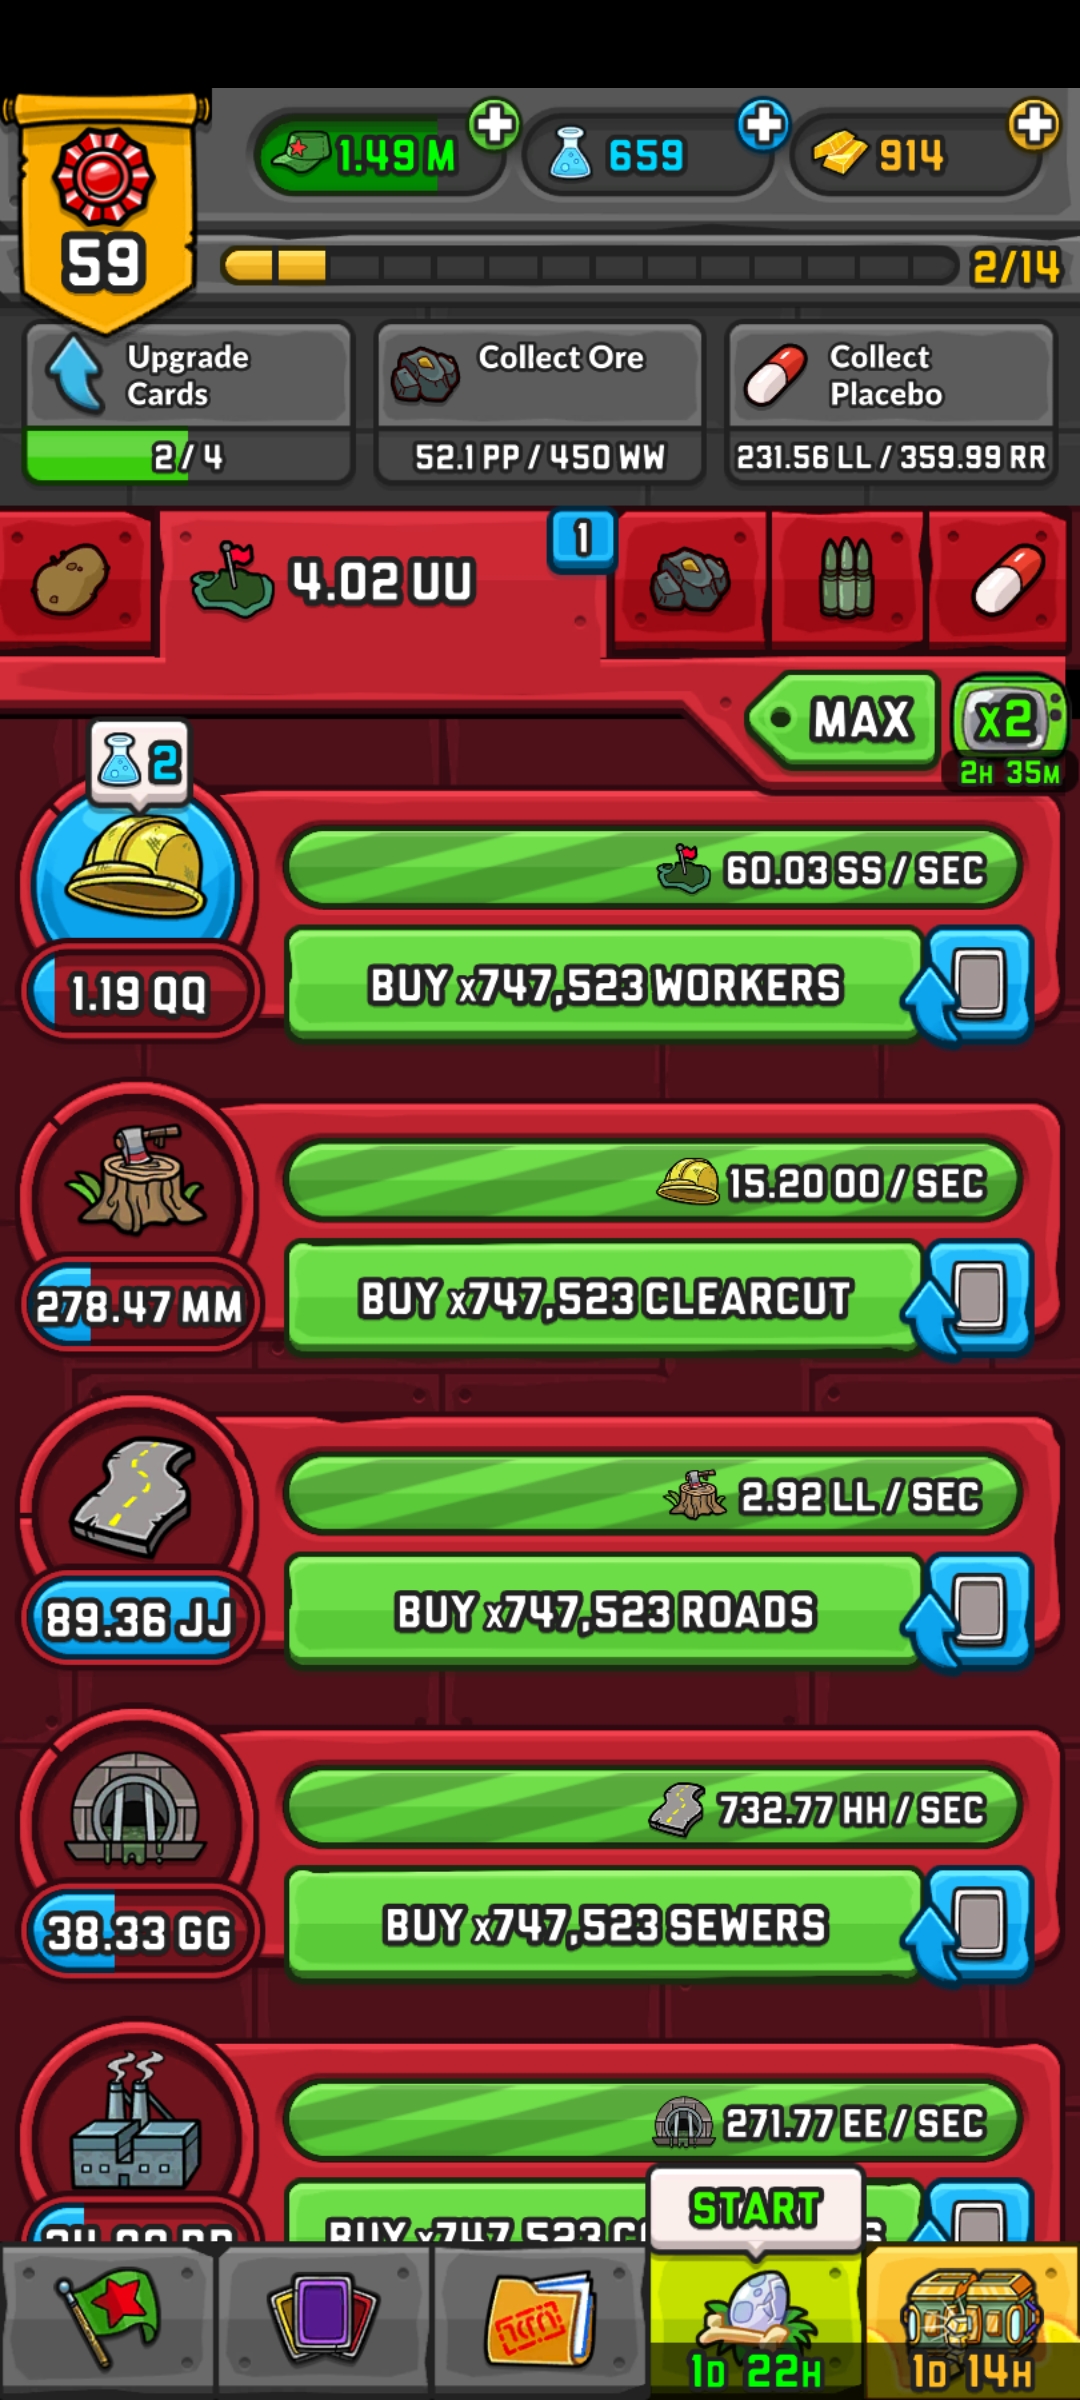 1.49 M
659
914
59
2/14
Upgrade
Cards
2/4
Collect Ore
52.1 PP / 450 WW
Collect
Placebo
231.56 LL / 359.99 RR
4.02 UU
1
MAX
x2
2H 35M
2
60.03 SS / SEC
1.19 QQ
BUY x747,523 WORKERS
15.20 OO / SEC
278.47 MM
BUY x747,523 CLEARCUT
2.92 LL / SEC
89.36 JJ
BUY x747,523 ROADS
732.77 HH / SEC
38.33 GG
BUY x747,523 SEWERS
271.77 EE / SEC
BUY x747,523
START
1D 22H
1D 14H